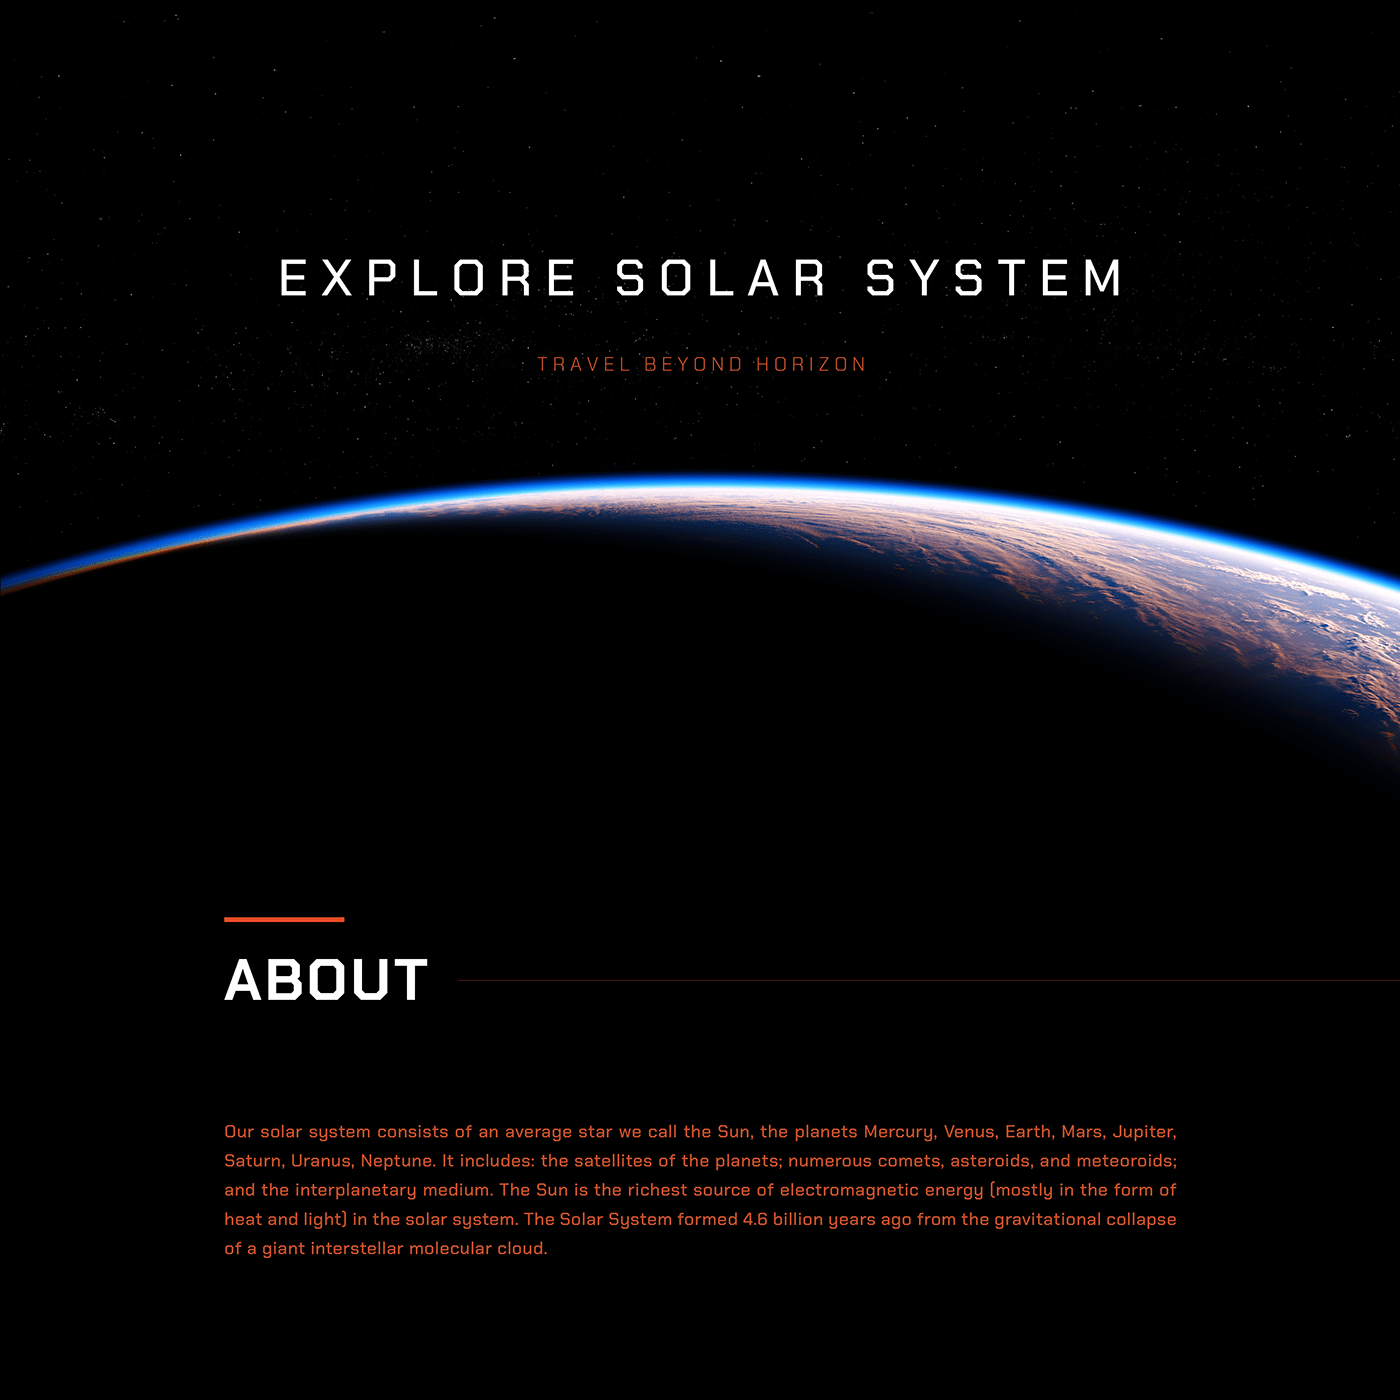 EXPLORE SOLAR SYSTEM
TRAVEL BEYOND HORIZON
ABOUT
Our solar system consists of an average star we call the Sun, the planets Mercury, Venus, Earth, Mars, Jupiter,
Saturn, Uranus, Neptune. It includes: the satellites of the planets; numerous comets, asteroids, and meteoroids;
and the interplanetary medium. The Sun is the richest source of electromagnetic energy (mostly in the form of
heat and light) in the solar system. The Solar System formed 4.6 billion years ago from the gravitational collapse
of a giant interstellar molecular cloud.